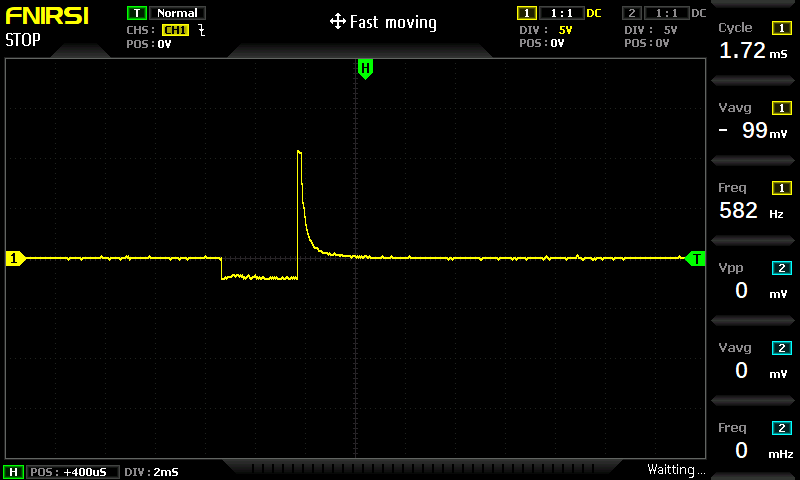 FNIRSI
STOP
T Normal
CHS: CH1
POS: 0V
Fast moving
1 1:1 DC
DIV: 5V
POS: 0V
2 1:1 DC
DIV: 5V
POS: 0V
H
1
T
Cycle 1
1.72 mS
Vavg 1
- 99 mV
Freq 1
582 Hz
Vpp 2
0 mV
Vavg 2
0 mV
Freq 2
0 mHz
H POS: +400uS DIV: 2mS
Waitting...